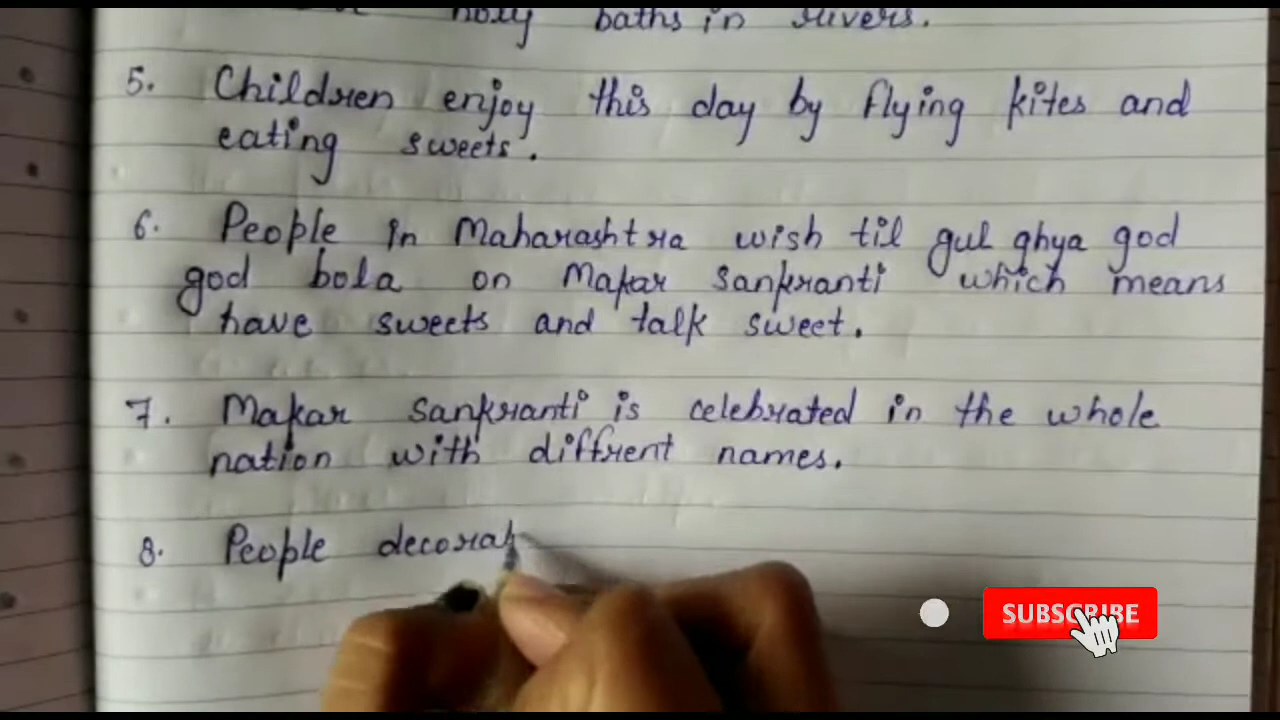 holy baths in rivers.
5. Children enjoy this day by flying kites and
eating sweets.
6. People in Maharashtra wish til gul ghya god
god bola on Makar Sankranti which means
have sweets and talk sweet.
7. Makar Sankranti is celebrated in the whole
nation with diffrent names.
8. People decorat
SUBSCRIBE